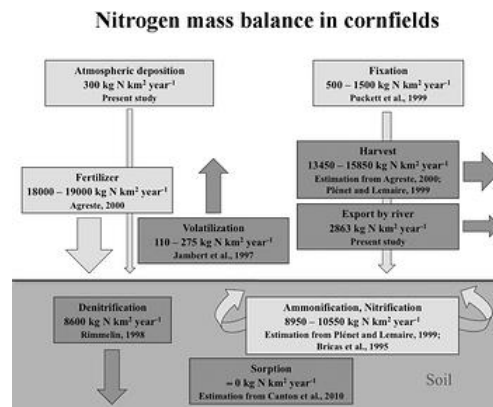 Nitrogen mass balance in cornfields
Atmospheric deposition
300 kg N km² year⁻¹
Present study
Fixation
500 – 1500 kg N km² year⁻¹
Puckett et al., 1999
Harvest
13450 – 15850 kg N km² year⁻¹
Estimation from Agreste, 2000;
Plénet and Lemaire, 1999
Fertilizer
18000 – 19000 kg N km² year⁻¹
Agreste, 2000
Volatilization
110 – 275 kg N km² year⁻¹
Jambert et al., 1997
Export by river
2863 kg N km² year⁻¹
Present study
Denitrification
8600 kg N km² year⁻¹
Rimmelin, 1998
Ammonification, Nitrification
8950 – 10550 kg N km² year⁻¹
Estimation from Plénet and Lemaire, 1999;
Bricas et al., 1995
Sorption
= 0 kg N km² year⁻¹
Estimation from Canton et al., 2010
Soil